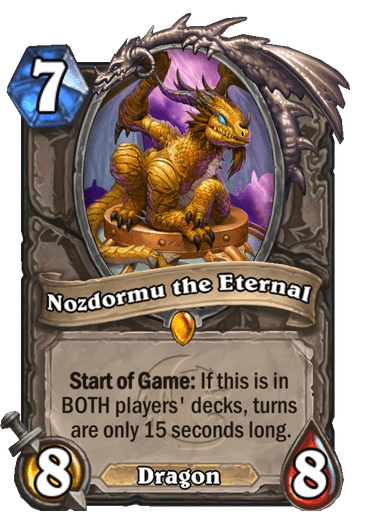 7
Nozdormu the Eternal
Start of Game: If this is in
BOTH players' decks, turns
are only 15 seconds long.
8
Dragon
8